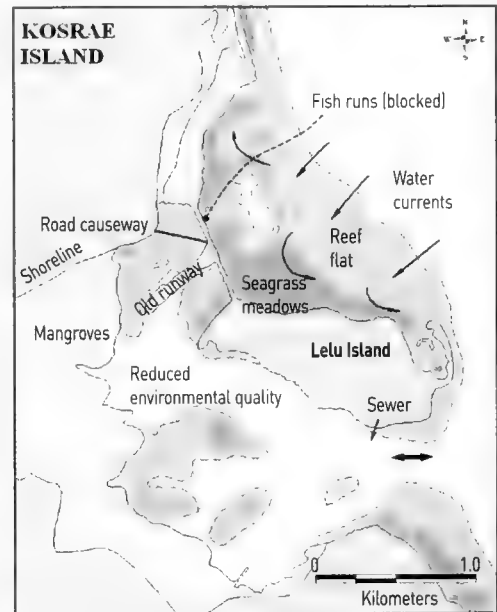 KOSRAE
ISLAND
N
W
E
S
Fish runs (blocked)
Water
currents
Road causeway
Reef
flat
Shoreline
Old runway
Seagrass
meadows
Mangroves
Lelu Island
Reduced
environmental quality
Sewer
0
1.0
Kilometers